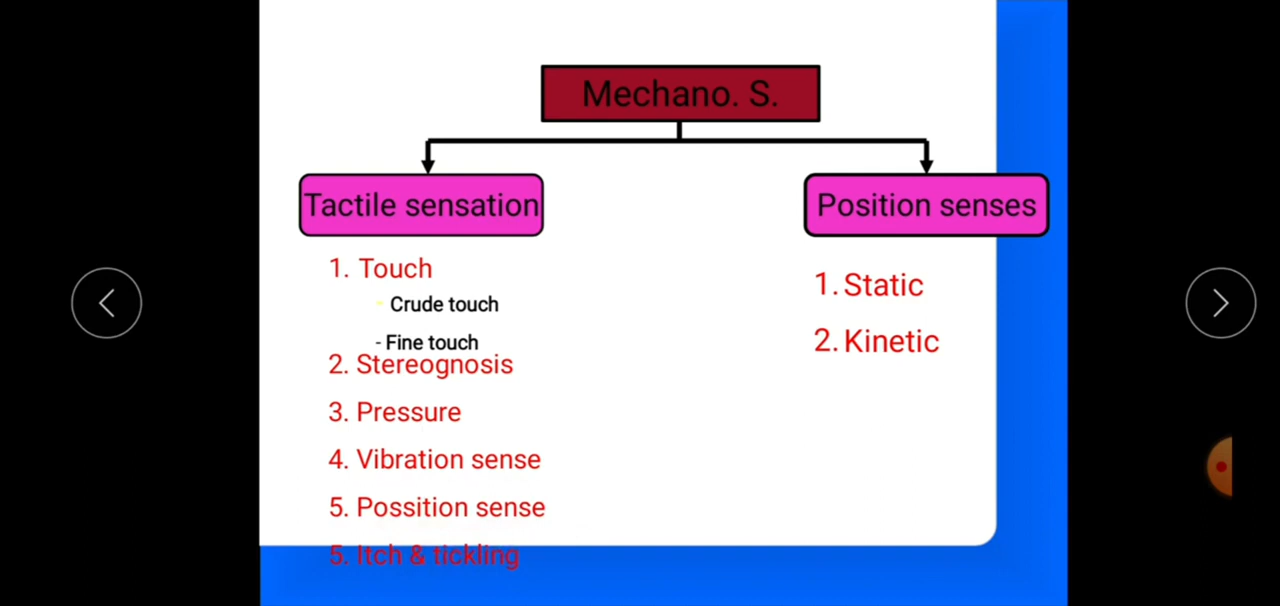 Mechano. S.
Tactile sensation
1. Touch
- Crude touch
- Fine touch
2. Stereognosis
3. Pressure
4. Vibration sense
5. Possition sense
5. Itch & tickling
Position senses
1. Static
2. Kinetic